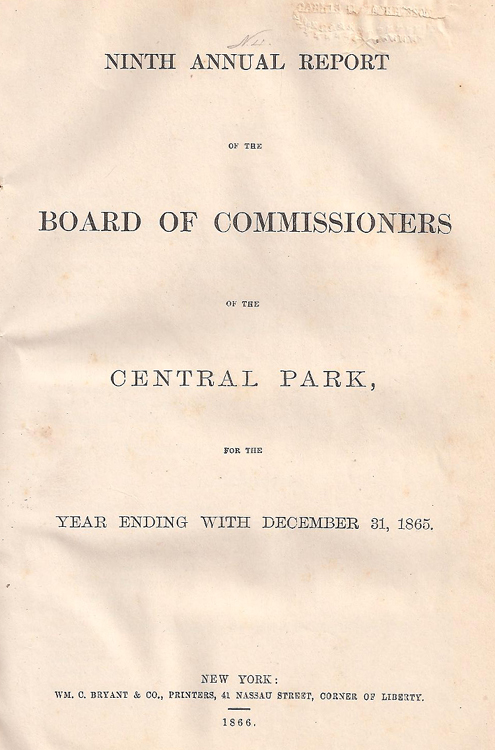 NINTH ANNUAL REPORT
OF THE
BOARD OF COMMISSIONERS
OF THE
CENTRAL PARK,
FOR THE
YEAR ENDING WITH DECEMBER 31, 1865.
NEW YORK:
WM. C. BRYANT & CO., PRINTERS, 41 NASSAU STREET, CORNER OF LIBERTY.
1866.